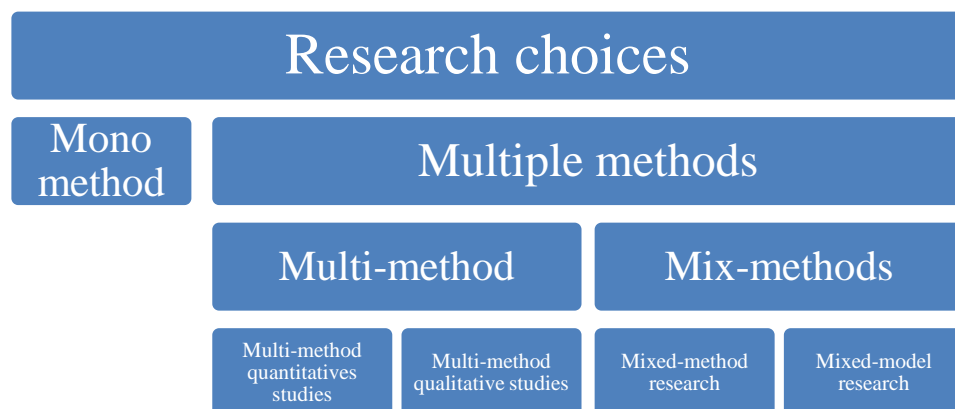 Research choices
Mono
method
Multiple methods
Multi-method
Mix-methods
Multi-method
quantitatives
studies
Multi-method
qualitative studies
Mixed-method
research
Mixed-model
research